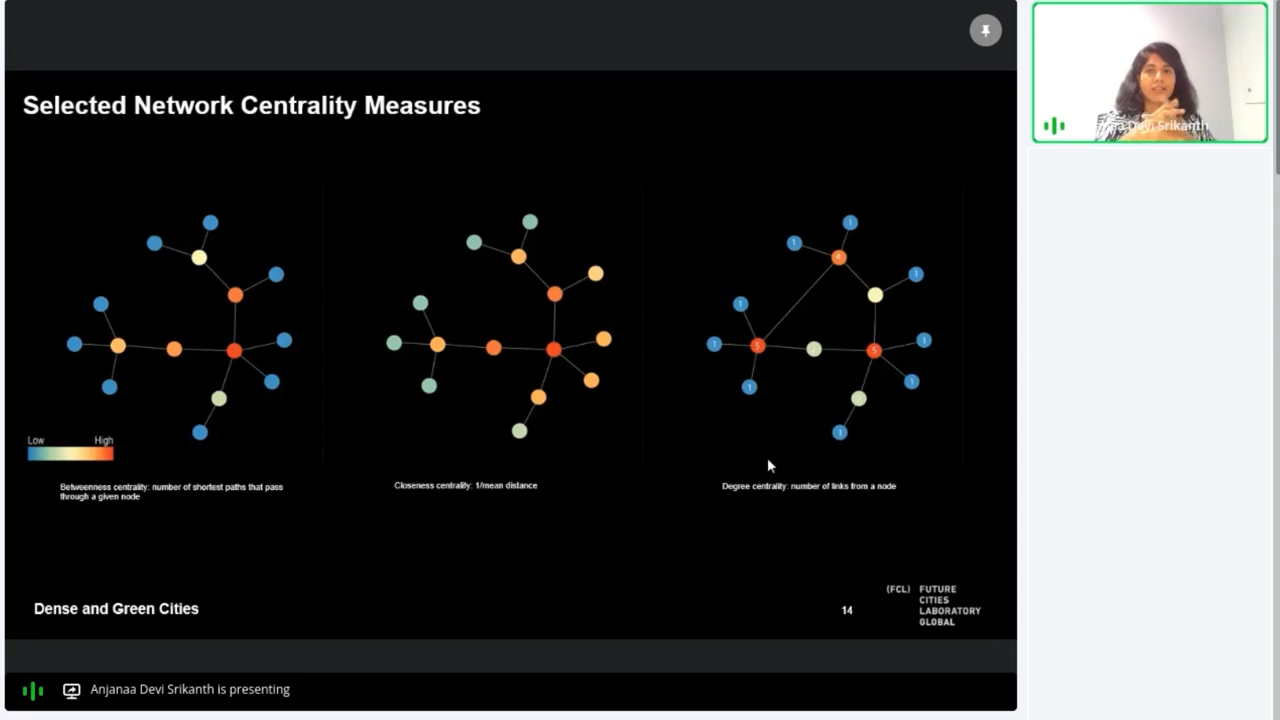 Selected Network Centrality Measures
Low High
Betweenness centrality: number of shortest paths that pass
through a given node
Closeness centrality: 1/mean distance
1
1
4
1
1
1
5
5
1
1
1
1
Degree centrality: number of links from a node
Dense and Green Cities
14
(FCL) FUTURE
CITIES
LABORATORY
GLOBAL
Devi Srikanth
Anjanaa Devi Srikanth is presenting